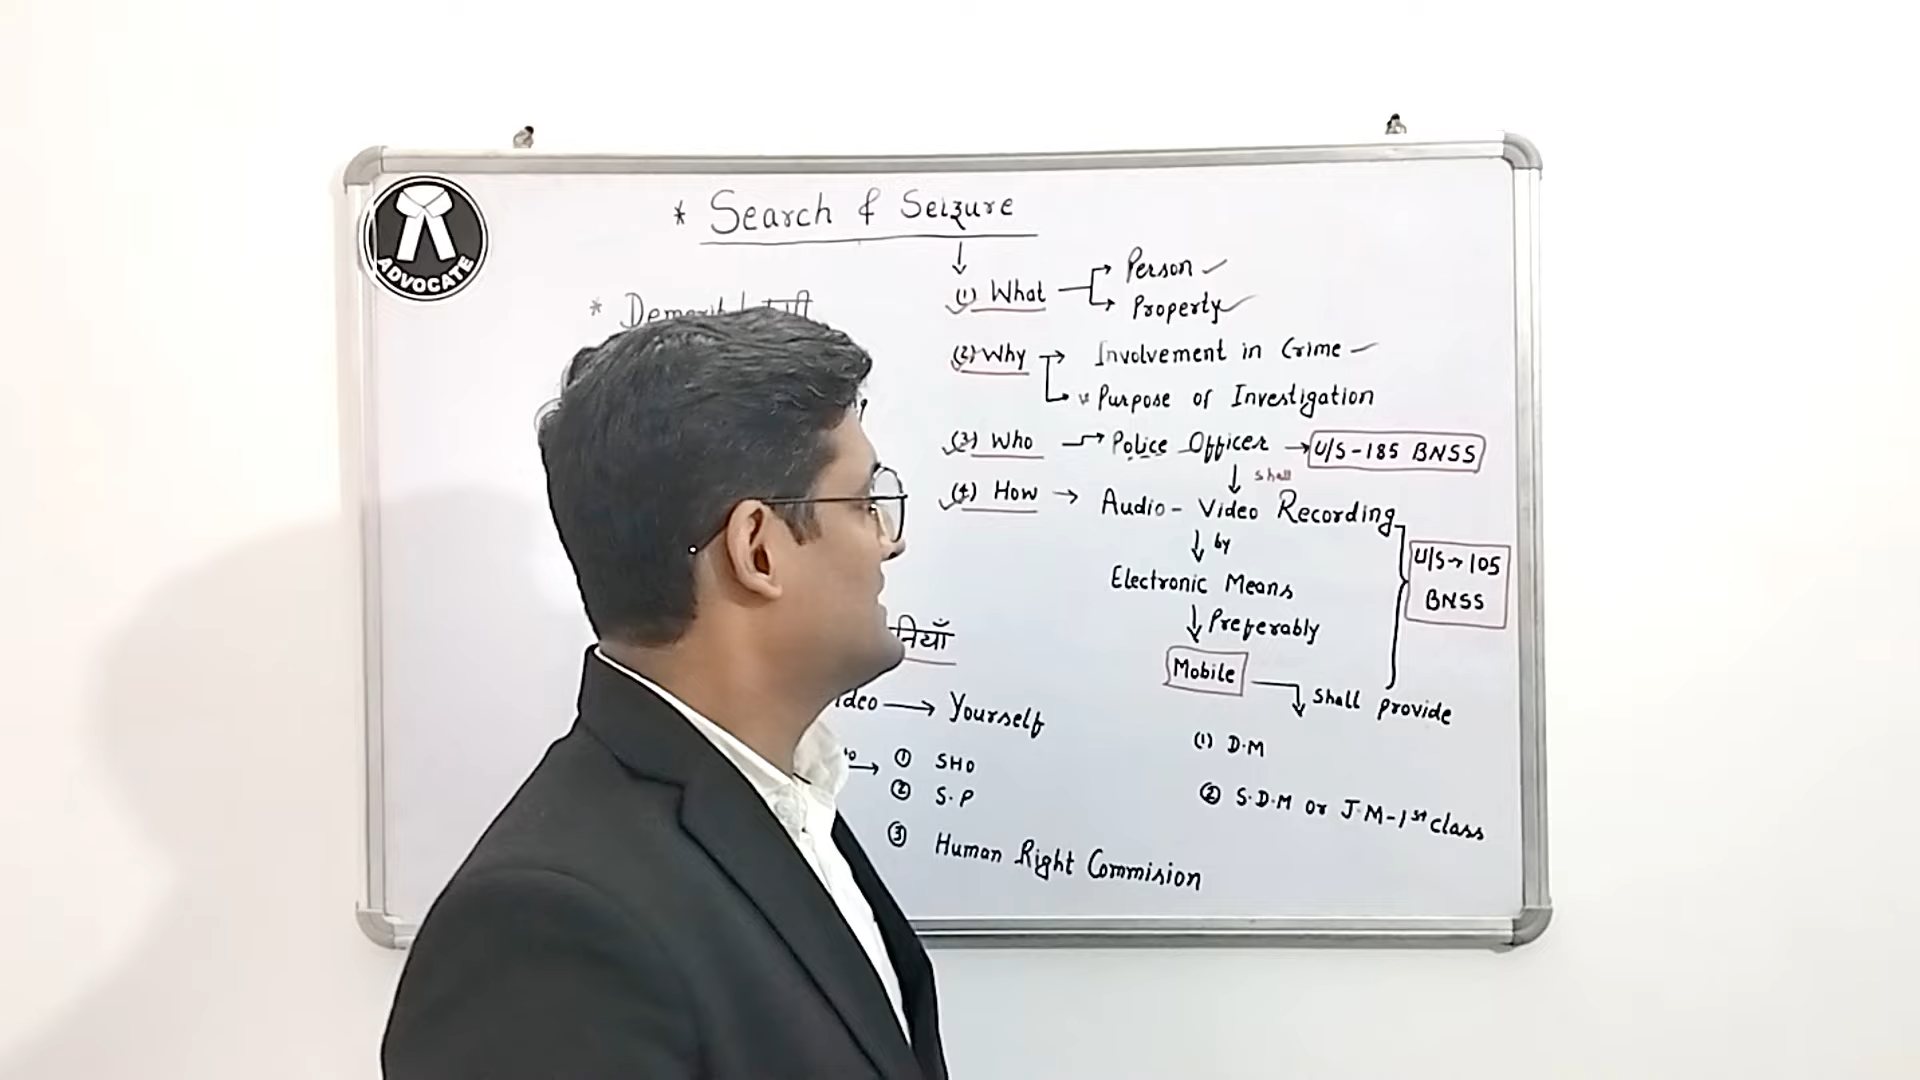 ADVOCATE
* Search & Seizure
(1) What → Person
→ Property
(2) Why → Involvement in Crime
→ Purpose of Investigation
(3) Who → Police Officer → U/S-185 BNSS
shall
(4) How → Audio-Video Recording
by
U/S→105
BNSS
Electronic Means
Preferably
Mobile
Shall provide
(1) D.M
② S.D.M or J.M-1st class
→ Yourself
→ ① SHO
② S.P
③ Human Right Commision